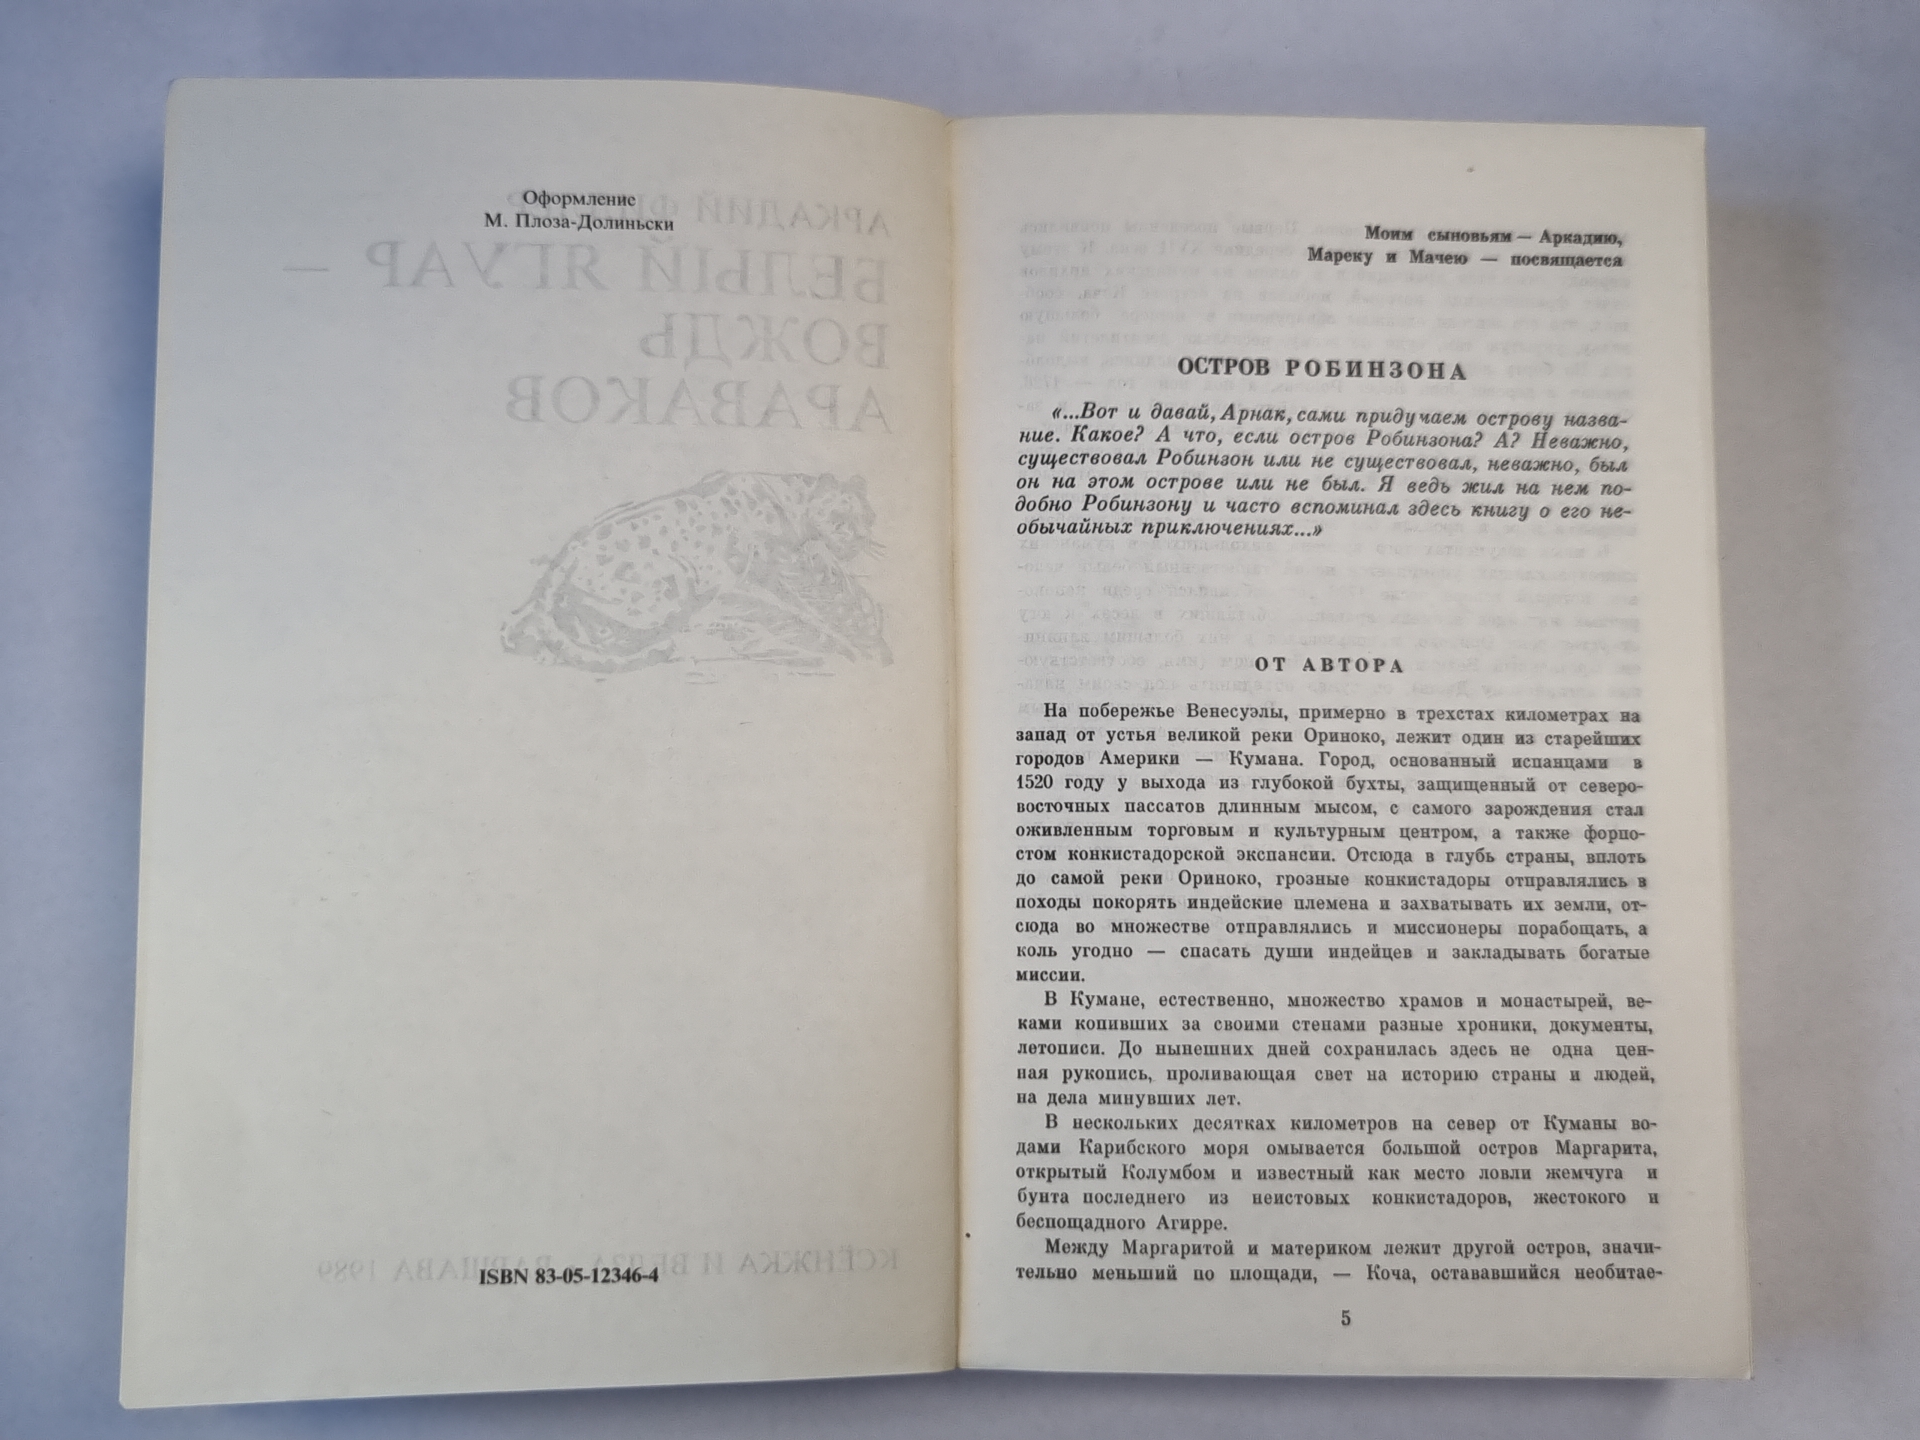 Оформление
М. Плоза-Долиньски
АРКАДИЙ
БЕЛЫЙ ЯГУАР –
ВОЖДЬ
АРАВАКОВ
КСЁНЖКА И ВЕДЗА ВАРШАВА 1989
ISBN 83-05-12346-4
Моим сыновьям — Аркадию,
Мареку и Мачею — посвящается
ОСТРОВ РОБИНЗОНА
«...Вот и давай, Арнак, сами придучаем острову назва-
ние. Какое? А что, если остров Робинзона? А? Неважно,
существовал Робинзон или не существовал, неважно, был
он на этом острове или не был. Я ведь жил на нем по-
добно Робинзону и часто вспоминал здесь книгу о его не-
обычайных приключениях...»
ОТ АВТОРА
На побережье Венесуэлы, примерно в трехстах километрах на
запад от устья великой реки Ориноко, лежит один из старейших
городов Америки — Кумана. Город, основанный испанцами в
1520 году у выхода из глубокой бухты, защищенный от северо-
восточных пассатов длинным мысом, с самого зарождения стал
оживленным торговым и культурным центром, а также форпо-
стом конкистадорской экспансии. Отсюда в глубь страны, вплоть
до самой реки Ориноко, грозные конкистадоры отправлялись в
походы покорять индейские племена и захватывать их земли, от-
сюда во множестве отправлялись и миссионеры порабощать, а
коль угодно — спасать души индейцев и закладывать богатые
миссии.
В Кумане, естественно, множество храмов и монастырей, ве-
ками копивших за своими стенами разные хроники, документы,
летописи. До нынешних дней сохранилась здесь не одна цен-
ная рукопись, проливающая свет на историю страны и людей,
на дела минувших лет.
В нескольких десятках километров на север от Куманы во-
дами Карибского моря омывается большой остров Маргарита,
открытый Колумбом и известный как место ловли жемчуга и
бунта последнего из неистовых конкистадоров, жестокого и
беспощадного Агирре.
Между Маргаритой и материком лежит другой остров, значи-
тельно меньший по площади, — Коча, остававшийся необитае-
5